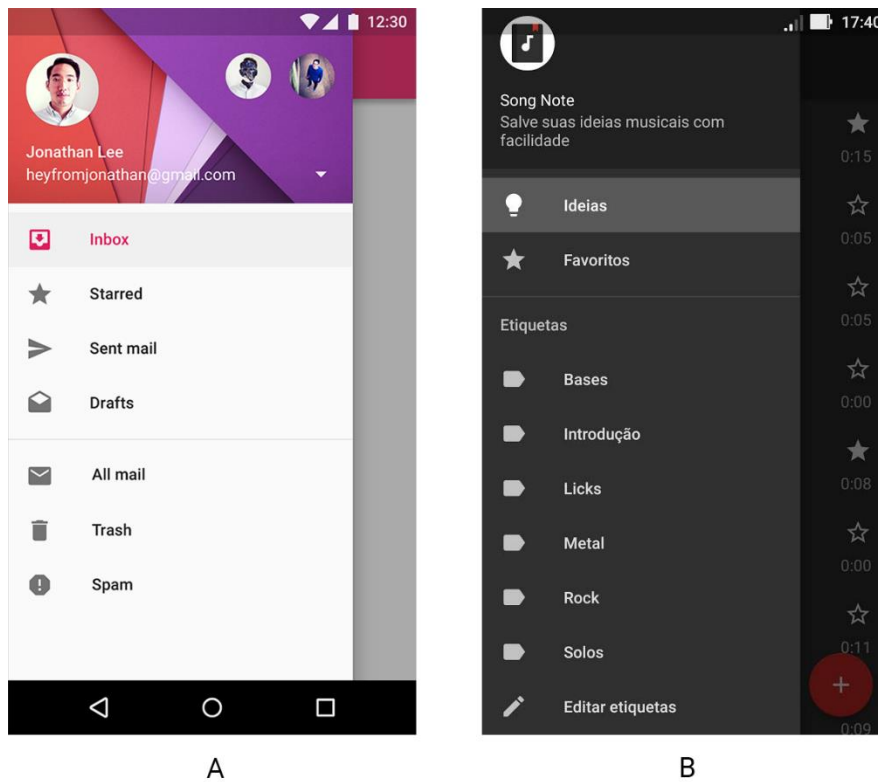 12:30
Jonathan Lee
heyfromjonathan@gmail.com
Inbox
Starred
Sent mail
Drafts
All mail
Trash
Spam
A
17:40
Song Note
Salve suas ideias musicais com
facilidade
Ideias
Favoritos
Etiquetas
Bases
Introdução
Licks
Metal
Rock
Solos
Editar etiquetas
0:15
0:05
0:05
0:00
0:08
0:00
0:11
0:09
B